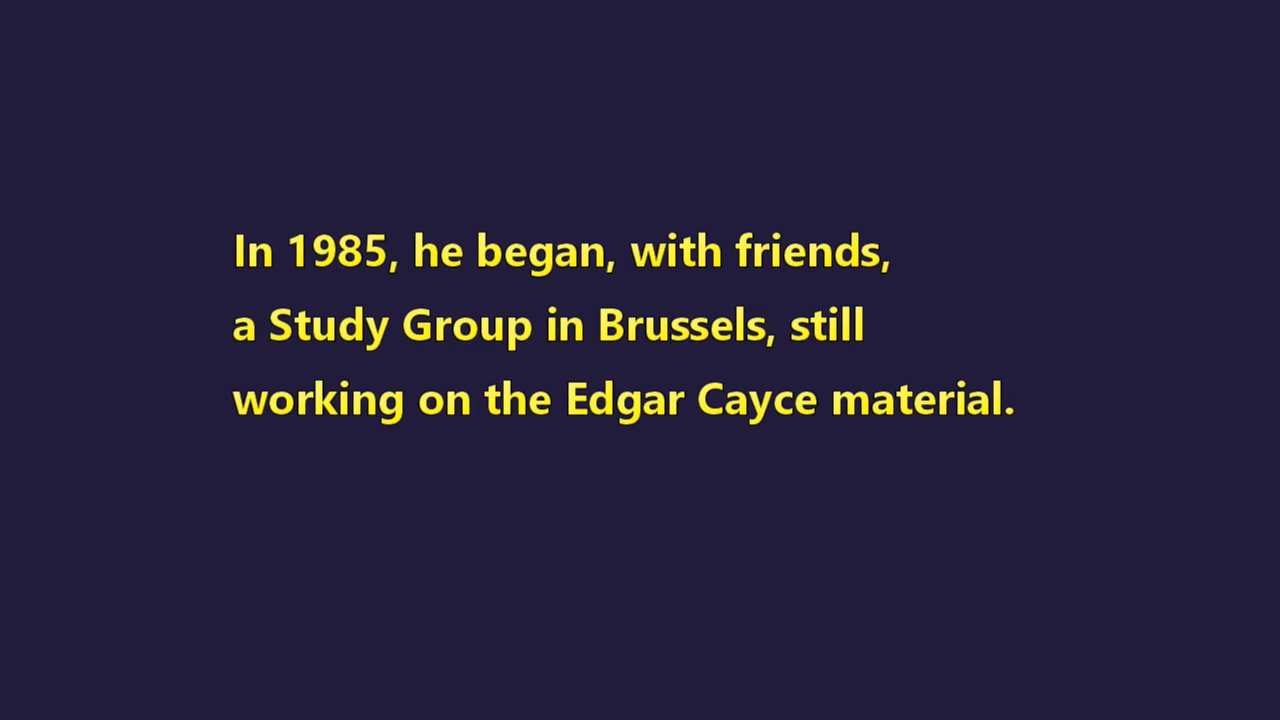 In 1985, he began, with friends,
a Study Group in Brussels, still
working on the Edgar Cayce material.